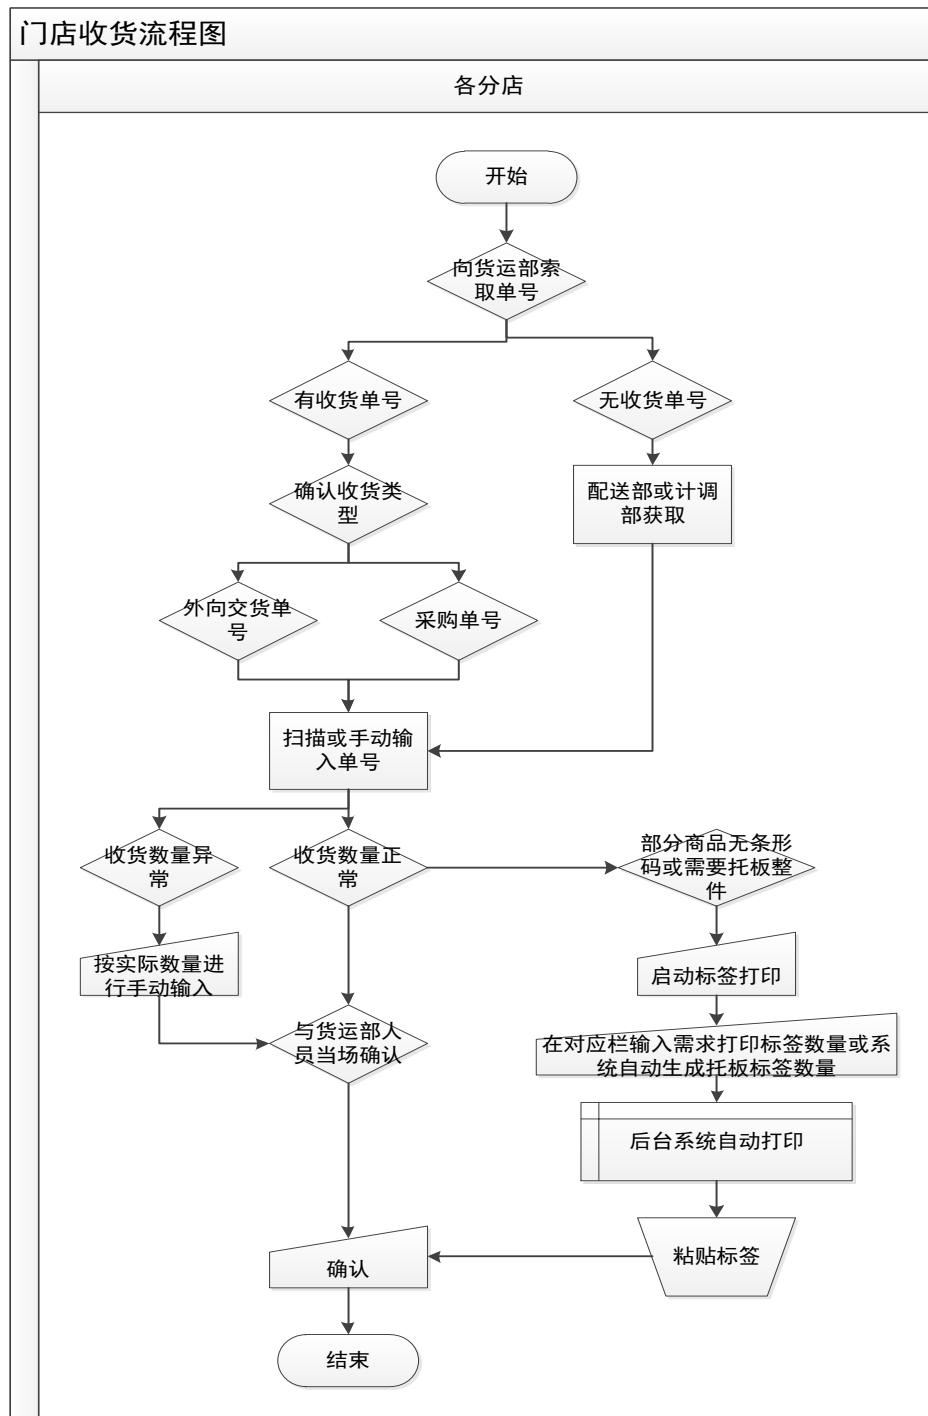 门店收货流程图
各分店
开始
向货运部索
取单号
有收货单号
无收货单号
确认收货类
型
配送部或计调
部获取
外向交货单
号
采购单号
扫描或手动输
入单号
收货数量异
常
收货数量正
常
部分商品无条形
码或需要托板整
件
按实际数量进
行手动输入
启动标签打印
与货运部人
员当场确认
在对应栏输入需求打印标签数量或系
统自动生成托板标签数量
后台系统自动打印
粘贴标签
确认
结束